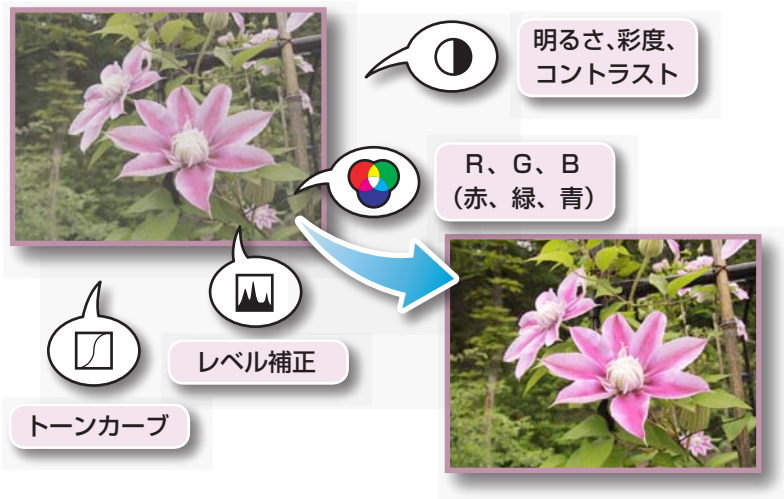 明るさ、彩度、
コントラスト
R、G、B
（赤、緑、青）
レベル補正
トーンカーブ